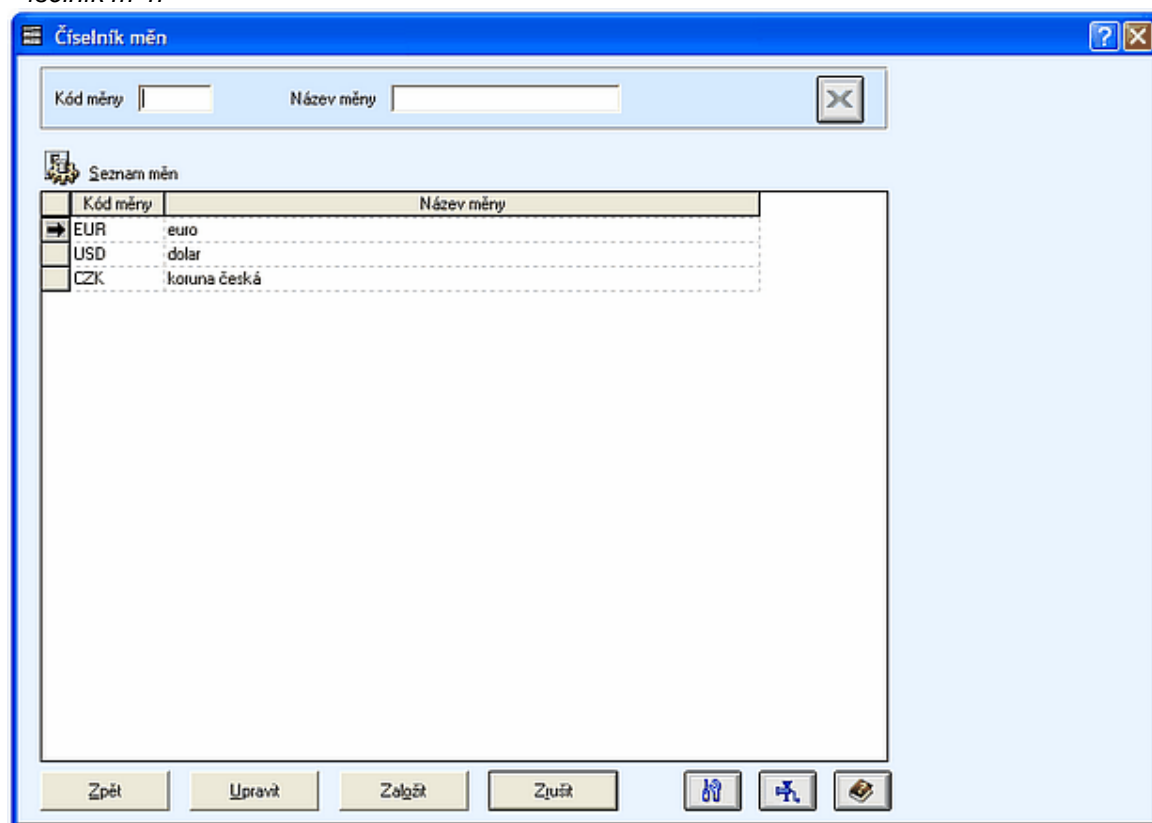 Číselník měn
Kód měny Název měny
Seznam měn
Kód měny Název měny
EUR euro
USD dolar
CZK koruna česká
Zpět Upravit Založit Zrušit